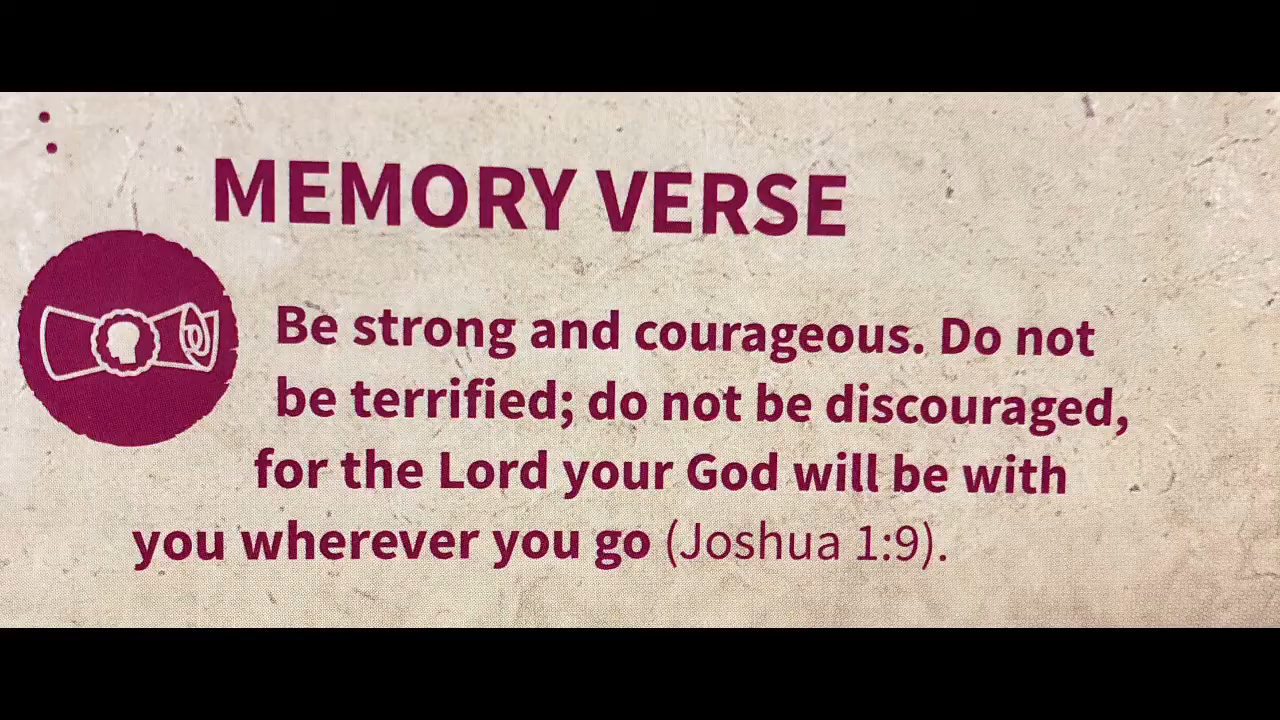 MEMORY VERSE
Be strong and courageous. Do not
be terrified; do not be discouraged,
for the Lord your God will be with
you wherever you go (Joshua 1:9).